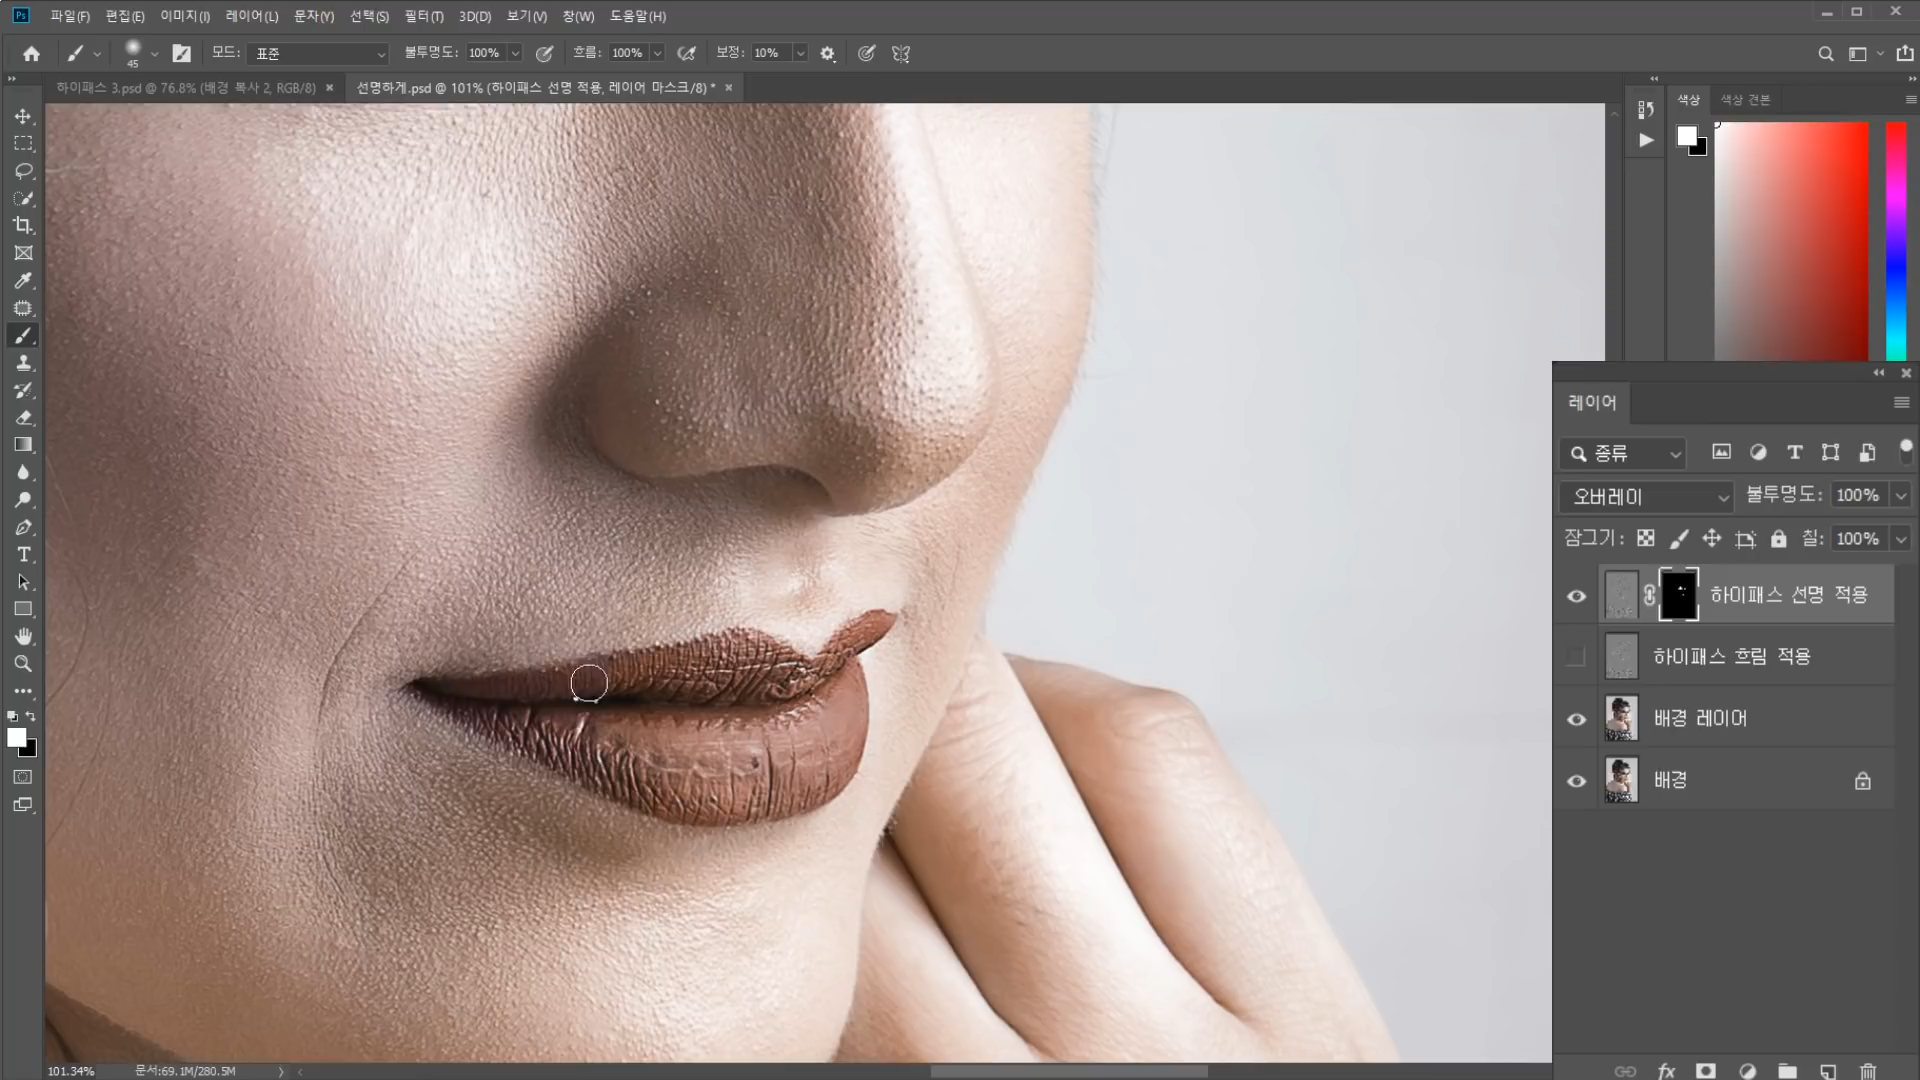 Ps 파일(F) 편집(E) 이미지(I) 레이어(L) 문자(Y) 선택(S) 필터(T) 3D(D) 보기(V) 창(W) 도움말(H)
45 모드: 표준 불투명도: 100% 흐름: 100% 보정: 10%
하이패스 3.psd @ 76.8% (배경 복사 2, RGB/8) × 선명하게.psd @ 101% (하이패스 선명 적용, 레이어 마스크/8) * ×
색상 색상 견본
레이어
종류
오버레이 불투명도: 100%
잠그기: 칠: 100%
하이패스 선명 적용
하이패스 흐림 적용
배경 레이어
배경
fx
101.34% 문서:69.1M/280.5M